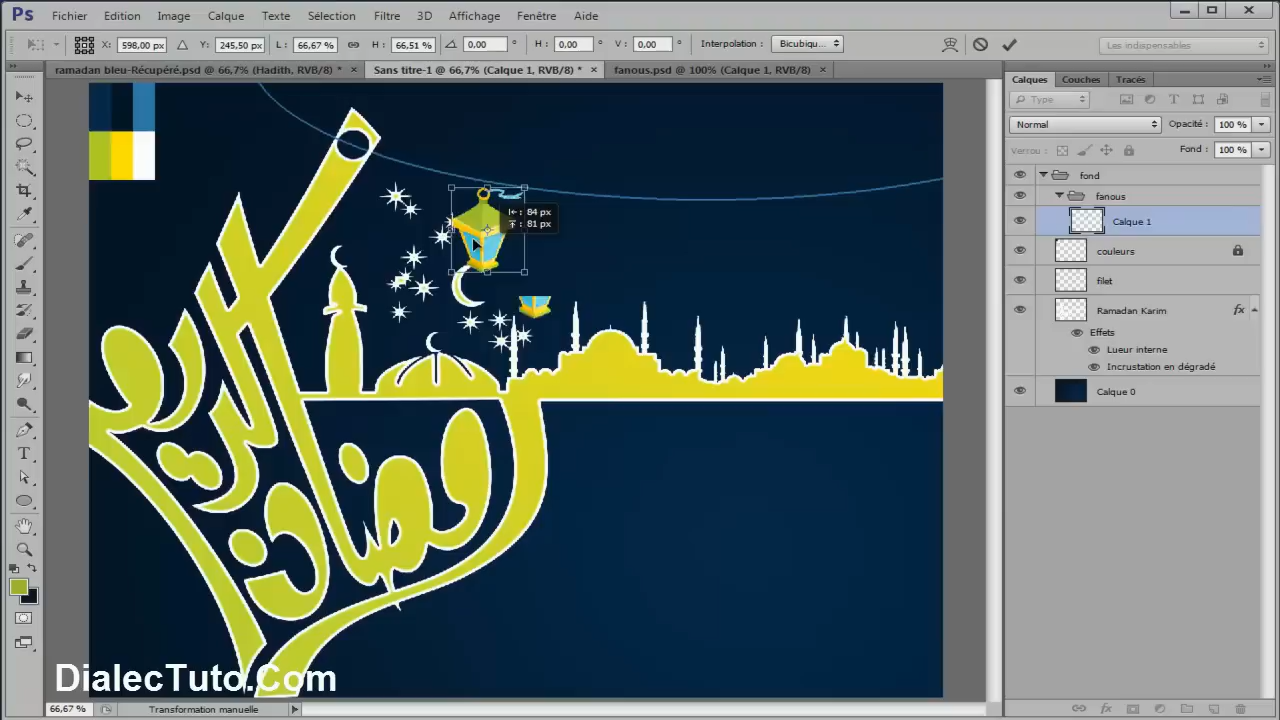 Ps Fichier Edition Image Calque Texte Sélection Filtre 3D Affichage Fenêtre Aide
X: 598,00 px Y: 245,50 px L: 66,67 % H: 66,51 % 0,00 ° H: 0,00 ° V: 0,00 ° Interpolation : Bicubiqu... Les indispensables
ramadan bleu-Récupéré.psd @ 66,7% (Hadith, RVB/8) * × Sans titre-1 @ 66,7% (Calque 1, RVB/8) * × fanous.psd @ 100% (Calque 1, RVB/8) ×
Calques Couches Tracés
Type
Normal Opacité : 100 %
Verrou : Fond : 100 %
fond
fanous
Calque 1
couleurs
filet
Ramadan Karim fx
Effets
Lueur interne
Incrustation en dégradé
Calque 0
: 84 px
: 81 px
رمضان
الكريم
T
DialecTuto.Com
66,67 % Transformation manuelle
fx